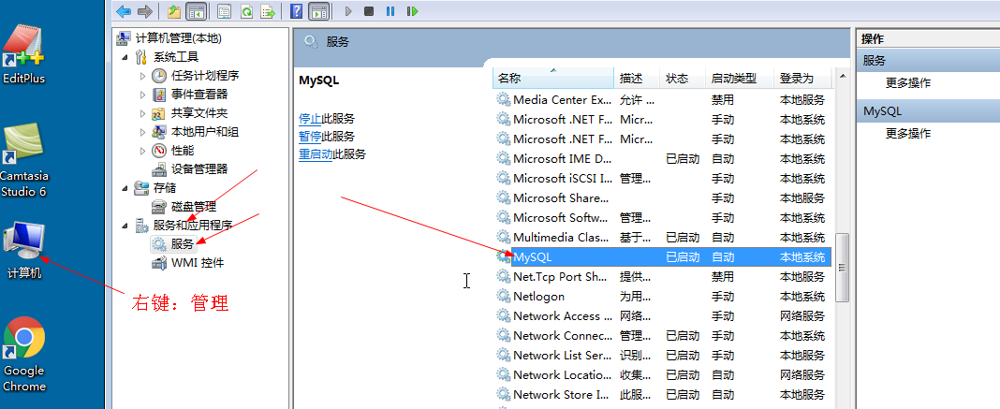 EditPlus
Camtasia
Studio 6
计算机
Google
Chrome
右键：管理
计算机管理(本地)
系统工具
任务计划程序
事件查看器
共享文件夹
本地用户和组
性能
设备管理器
存储
磁盘管理
服务和应用程序
服务
WMI 控件
服务
MySQL
停止此服务
暂停此服务
重启动此服务
名称 描述 状态 启动类型 登录为
Media Center Ex... 允许 ... 禁用 本地服务
Microsoft .NET F... Micr... 手动 本地系统
Microsoft .NET F... Micr... 手动 本地系统
Microsoft IME D... 已启动 自动 本地系统
Microsoft iSCSI I... 管理... 手动 本地系统
Microsoft Share... 手动 本地服务
Microsoft Softw... 管理... 手动 本地系统
Multimedia Clas... 基于... 已启动 自动 本地系统
MySQL 已启动 自动 本地系统
Net.Tcp Port Sh... 提供... 禁用 本地服务
Netlogon 为用... 手动 本地系统
Network Access ... 网络... 手动 网络服务
Network Connec... 管理... 已启动 手动 本地系统
Network List Ser... 识别... 已启动 手动 本地服务
Network Locatio... 收集... 已启动 自动 网络服务
Network Store I... 此服... 已启动 自动 本地服务
操作
服务
更多操作
MySQL
更多操作